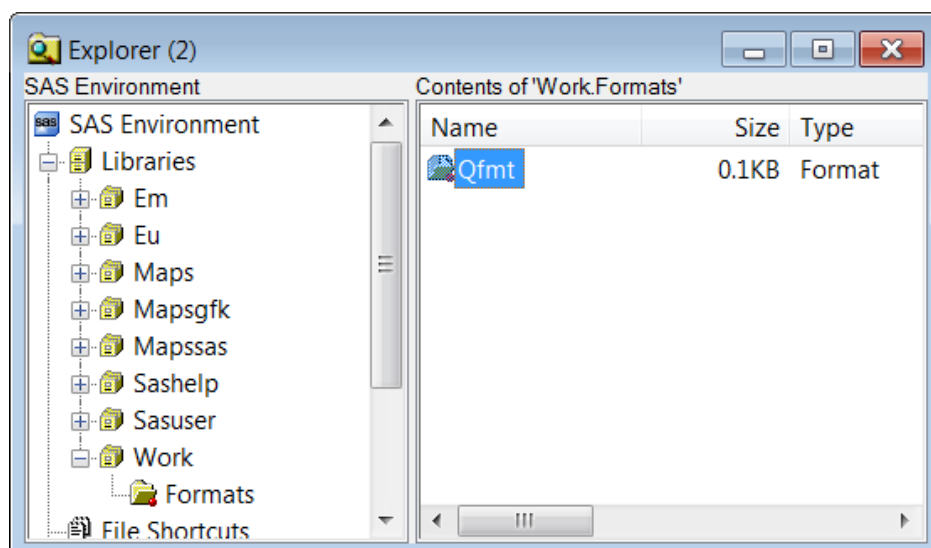 Explorer (2)
SAS Environment
Contents of 'Work.Formats'
sas SAS Environment
Libraries
Em
Eu
Maps
Mapsgfk
Mapssas
Sashelp
Sasuser
Work
Formats
File Shortcuts
Name Size Type
Qfmt 0.1KB Format